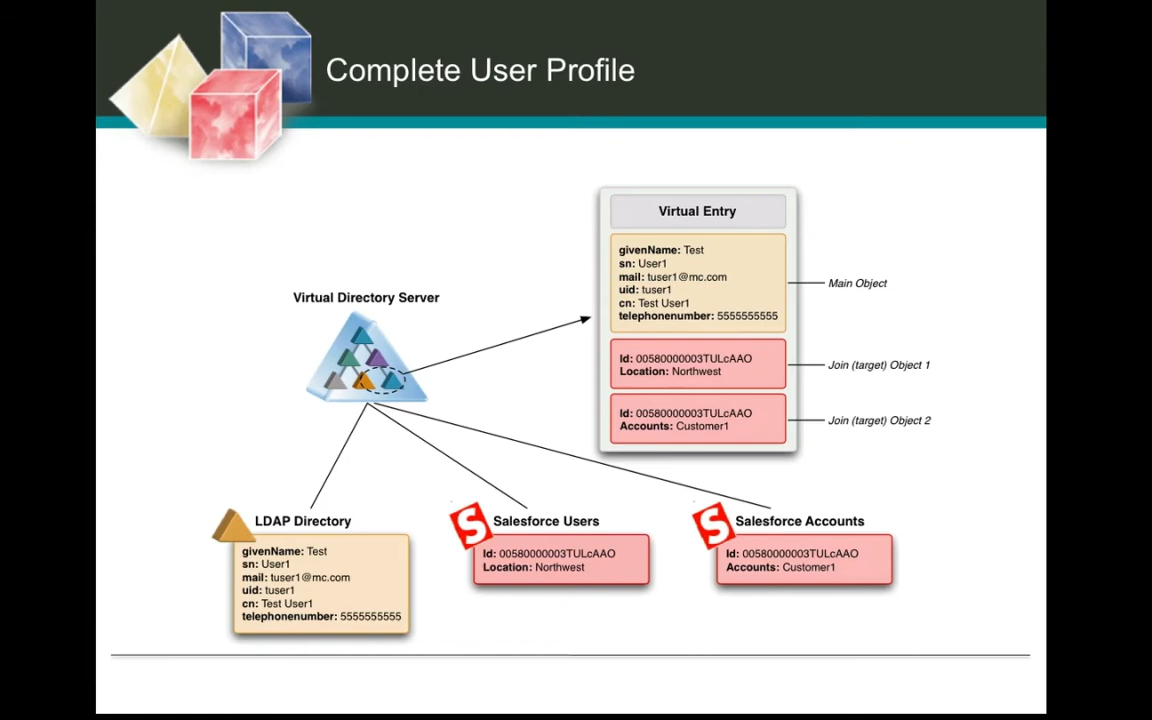 Complete User Profile
Virtual Entry
givenName: Test
sn: User1
mail: tuser1@mc.com
uid: tuser1
cn: Test User1
telephonenumber: 5555555555
Main Object
Id: 00580000003TULcAAO
Location: Northwest
Join (target) Object 1
Id: 00580000003TULcAAO
Accounts: Customer1
Join (target) Object 2
Virtual Directory Server
LDAP Directory
givenName: Test
sn: User1
mail: tuser1@mc.com
uid: tuser1
cn: Test User1
telephonenumber: 5555555555
S
Salesforce Users
Id: 00580000003TULcAAO
Location: Northwest
S
Salesforce Accounts
Id: 00580000003TULcAAO
Accounts: Customer1